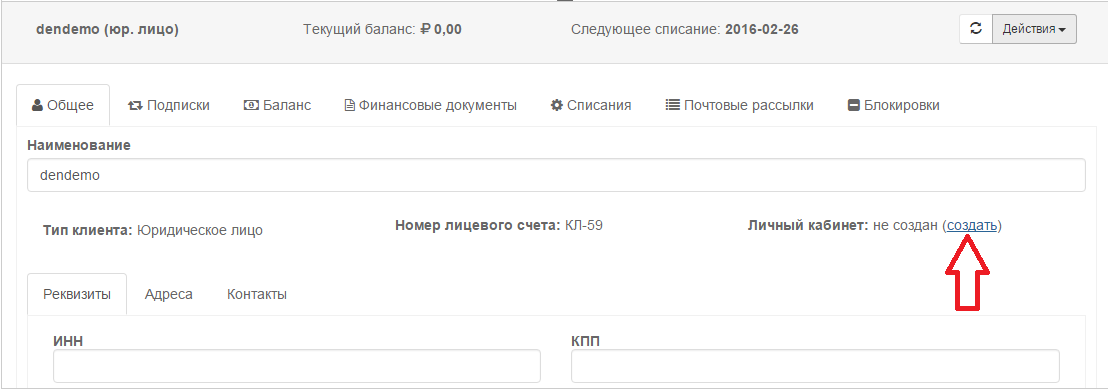 dendemo (юр. лицо) Текущий баланс: ₽ 0,00 Следующее списание: 2016-02-26 Действия
Общее Подписки Баланс Финансовые документы Списания Почтовые рассылки Блокировки
Наименование
dendemo
Тип клиента: Юридическое лицо Номер лицевого счета: КЛ-59 Личный кабинет: не создан (создать)
Реквизиты Адреса Контакты
ИНН КПП